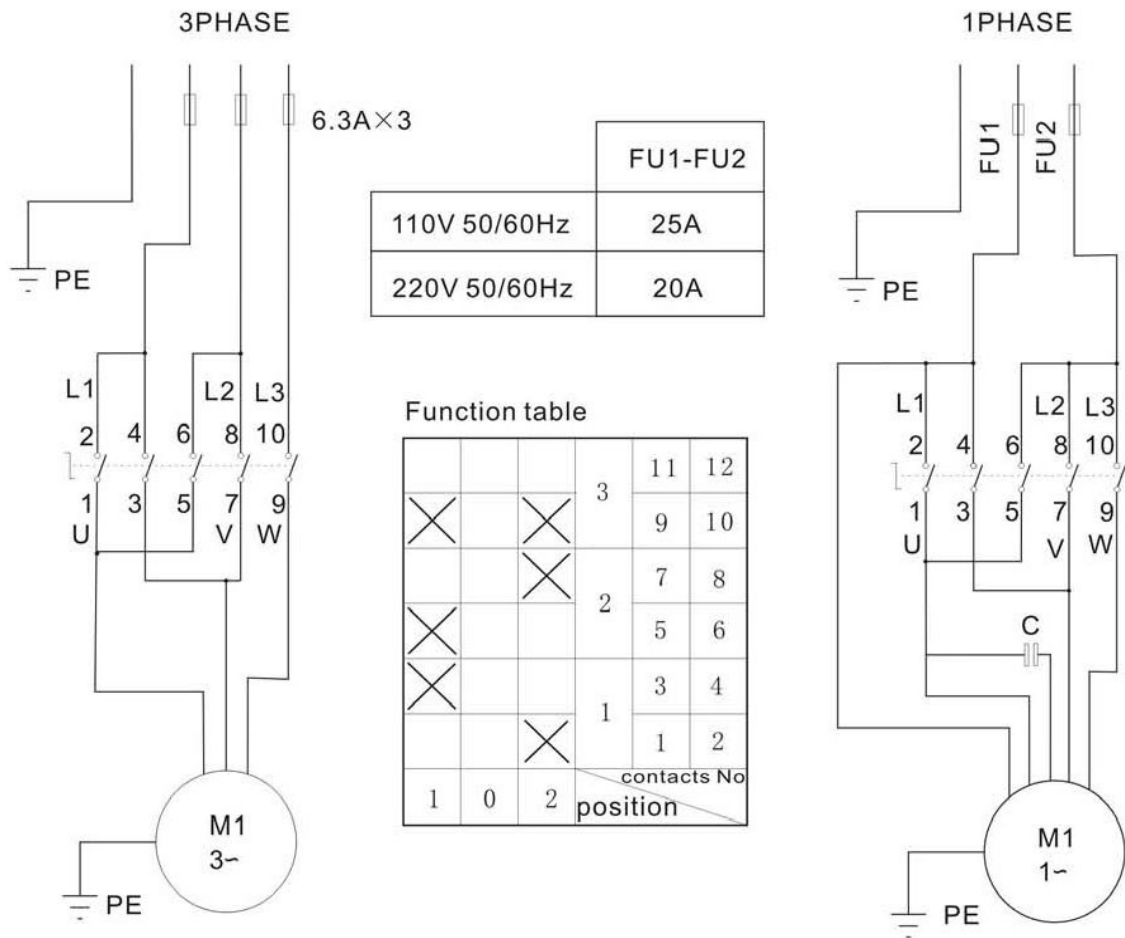 3PHASE
6.3A×3
PE
L1
L2
L3
2
4
6
8
10
1
3
5
7
9
U
V
W
M1
3~
PE
FU1-FU2
110V 50/60Hz
25A
220V 50/60Hz
20A
Function table
3
11
12
9
10
2
7
8
5
6
1
3
4
1
2
contacts No
1
0
2
position
1PHASE
FU1
FU2
PE
L1
L2
L3
2
4
6
8
10
1
3
5
7
9
U
V
W
C
M1
1~
PE